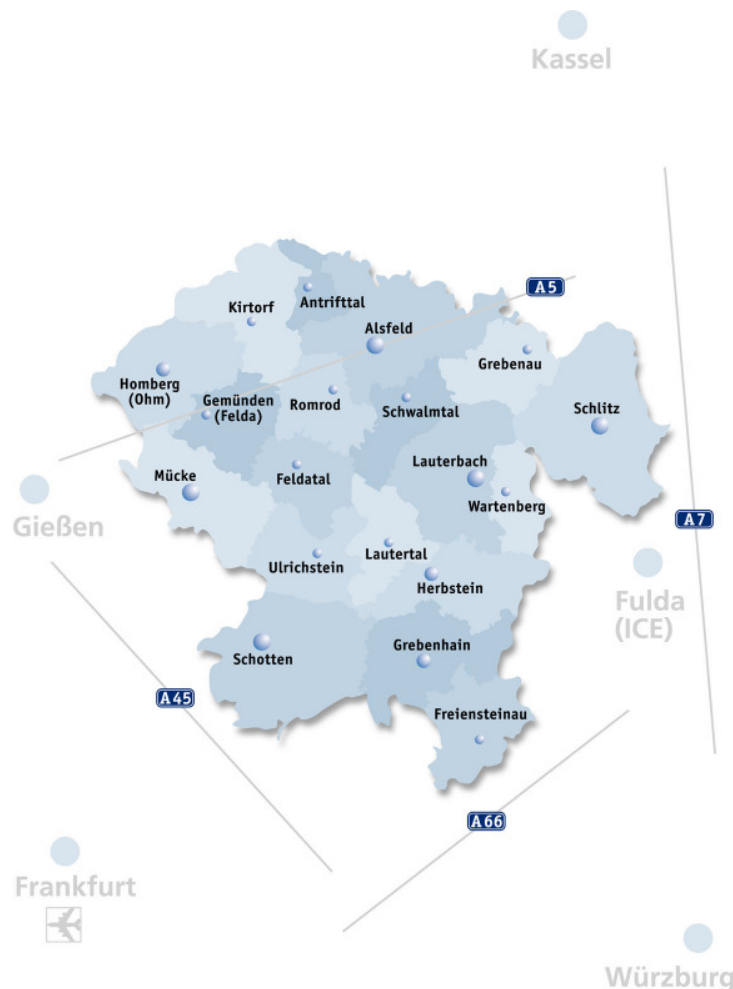 Kassel
A5
Antrifttal
Kirtorf
Alsfeld
Grebenau
Homberg
(Ohm)
Gemünden
(Felda)
Romrod
Schwalmtal
Schlitz
Lauterbach
Mücke
Feldatal
Wartenberg
Gießen
A7
Lautertal
Ulrichstein
Herbstein
Fulda
(ICE)
Grebenhain
Schotten
A45
Freiensteinau
A66
Frankfurt
Würzburg